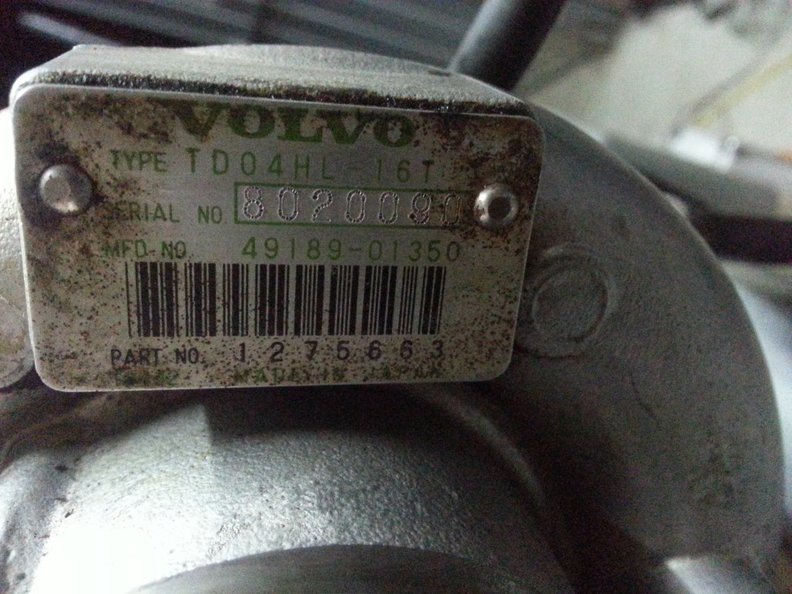 VOLVO
TYPE TD04HL-16T
SERIAL NO. 8020090
MFD-NO. 49189-01350
PART NO. 1275663
MADE IN JAPAN